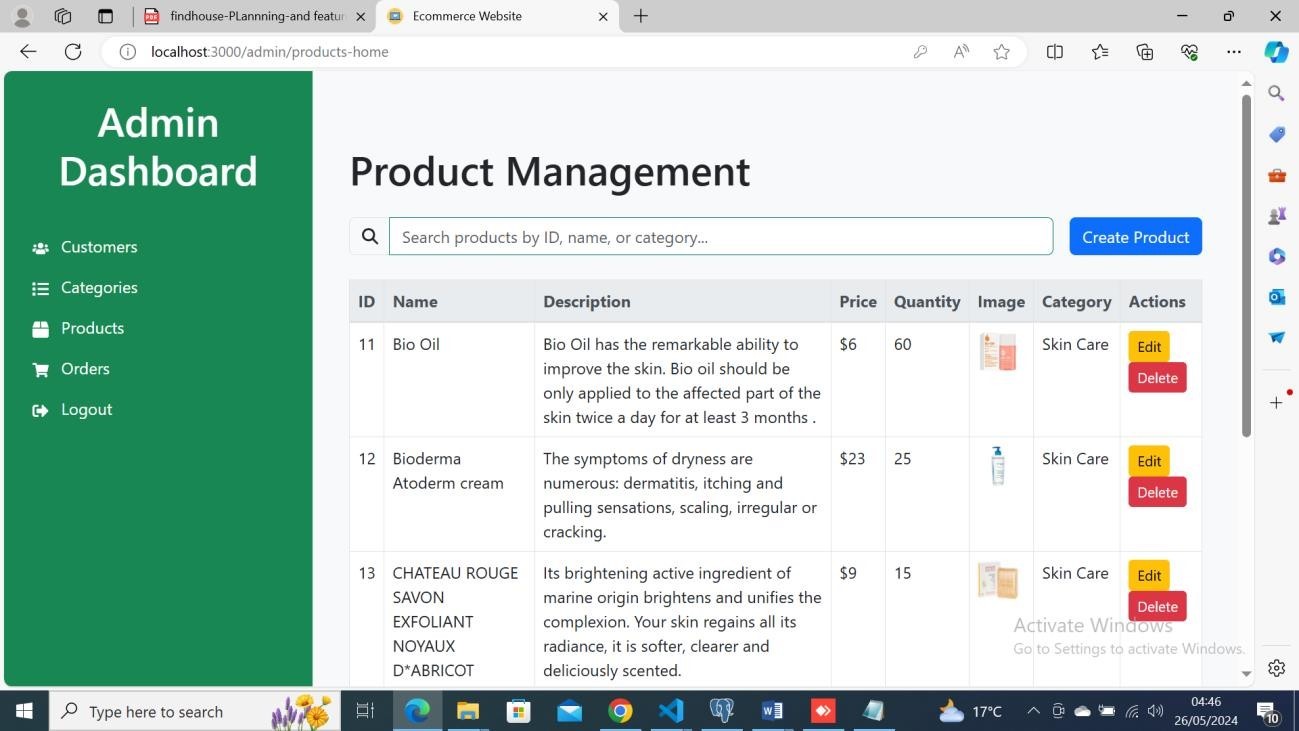 findhouse-PLannning-and featur
Ecommerce Website
localhost:3000/admin/products-home
Admin
Dashboard
Customers
Categories
Products
Orders
Logout
Product Management
Search products by ID, name, or category...
Create Product
ID Name Description Price Quantity Image Category Actions
11 Bio Oil Bio Oil has the remarkable ability to $6 60 Skin Care Edit
improve the skin. Bio oil should be
only applied to the affected part of the Delete
skin twice a day for at least 3 months .
12 Bioderma The symptoms of dryness are $23 25 Skin Care Edit
Atoderm cream numerous: dermatitis, itching and
pulling sensations, scaling, irregular or Delete
cracking.
13 CHATEAU ROUGE Its brightening active ingredient of $9 15 Skin Care Edit
SAVON marine origin brightens and unifies the Delete
EXFOLIANT complexion. Your skin regains all its
NOYAUX radiance, it is softer, clearer and
D*ABRICOT deliciously scented.
Activate Windows
Go to Settings to activate Windows.
Type here to search
17°C
04:46
26/05/2024
10